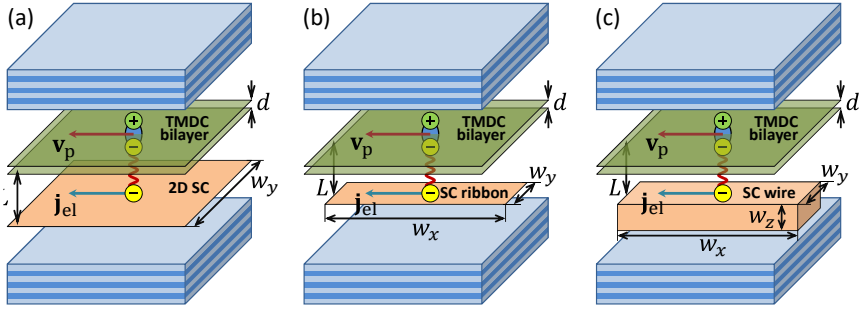 (a)
d
TMDC
bilayer
+
v_p
−
L
2D SC
w_y
−
j_el
(b)
d
TMDC
bilayer
+
v_p
−
L
SC ribbon
w_y
−
j_el
w_x
(c)
d
TMDC
bilayer
+
v_p
−
L
SC wire
w_y
−
j_el
w_z
w_x